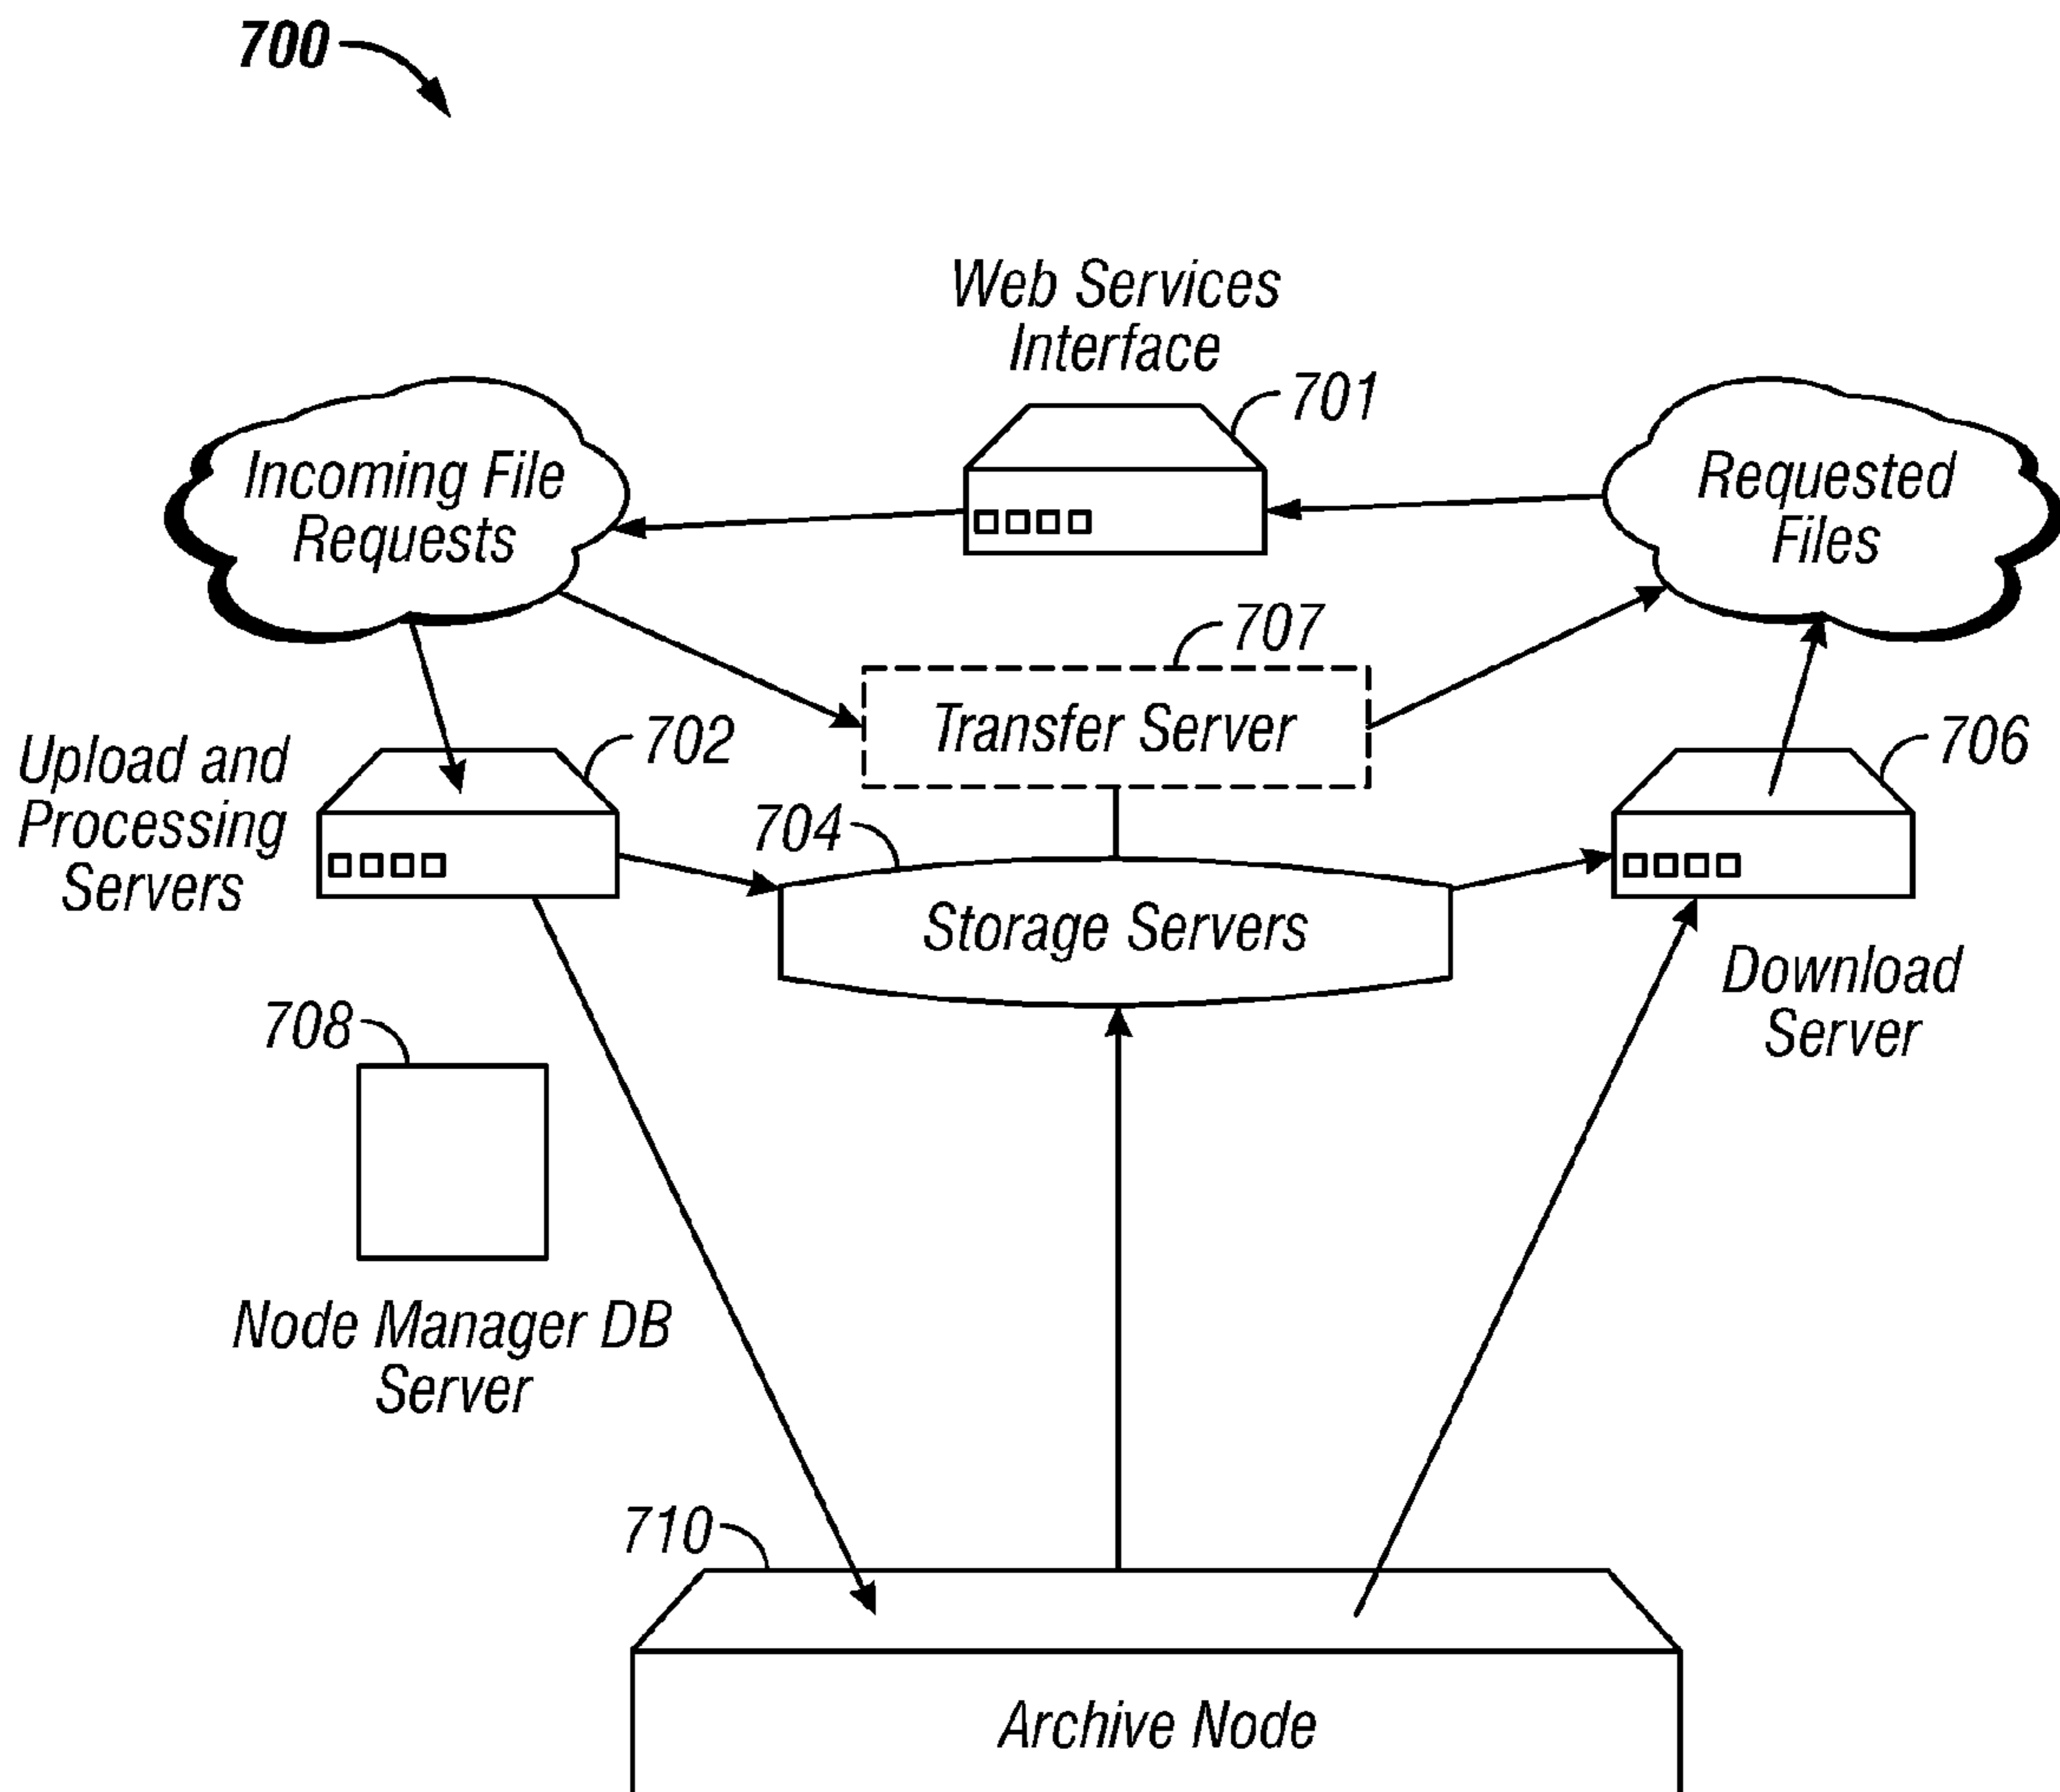 700
Web Services
Interface
701
Incoming File
Requests
Requested
Files
707
Transfer Server
702
Upload and
Processing
Servers
706
704
Storage Servers
Download
Server
708
Node Manager DB
Server
710
Archive Node